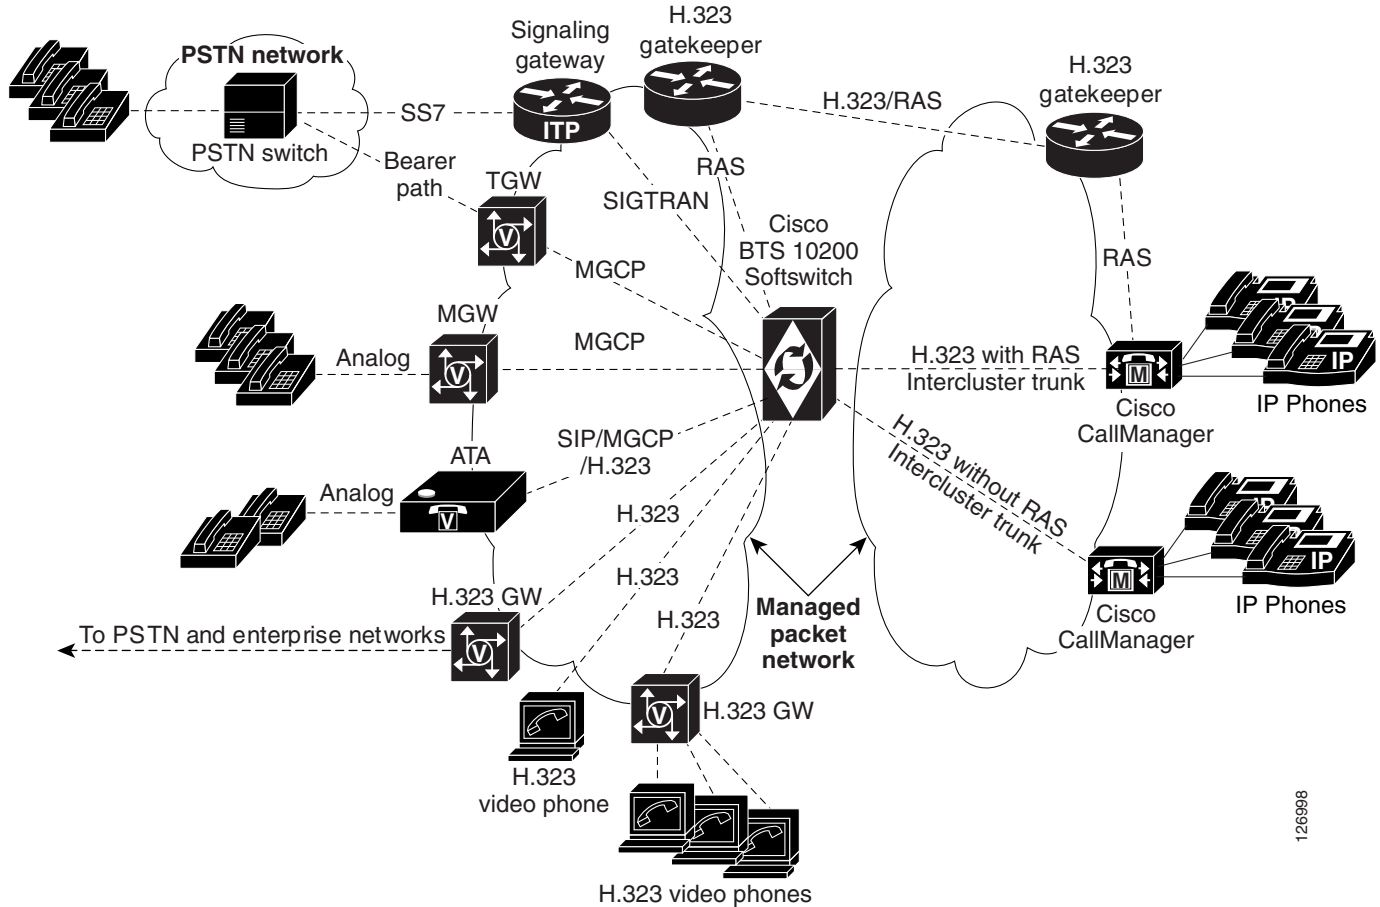 H.323
gatekeeper
Signaling
gateway
PSTN network
H.323
gatekeeper
H.323/RAS
SS7
ITP
PSTN switch
Bearer
path
RAS
TGW
SIGTRAN
V
Cisco
BTS 10200
Softswitch
MGCP
RAS
MGW
MGCP
Analog
V
H.323 with RAS
Intercluster trunk
M
IP
IP
IP Phones
Cisco
CallManager
SIP/MGCP
/H.323
ATA
Analog
V
H.323 without RAS
Intercluster trunk
H.323
H.323
M
IP
IP
IP Phones
Cisco
CallManager
H.323 GW
To PSTN and enterprise networks
V
H.323
Managed
packet
network
V
H.323 GW
H.323
video phone
H.323 video phones
126998